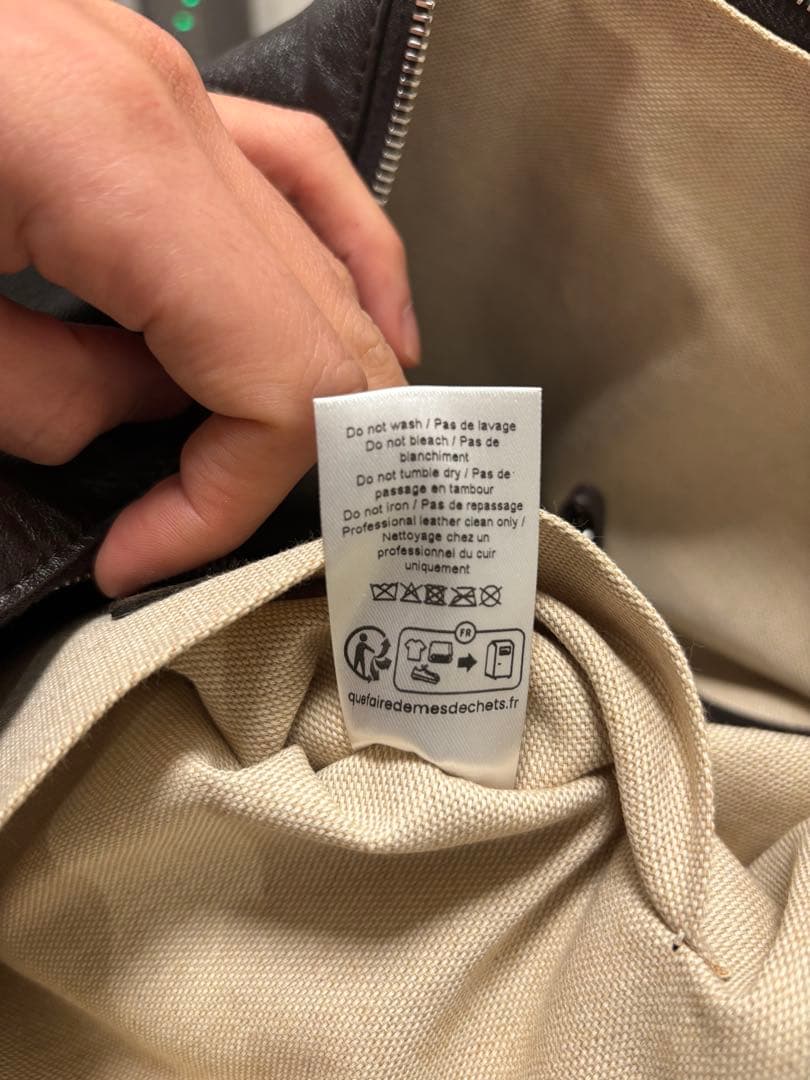 Do not wash / Pas de lavage
Do not bleach / Pas de
blanchiment
Do not tumble dry / Pas de
passage en tambour
Do not iron / Pas de repassage
Professional leather clean only /
Nettoyage chez un
professionnel du cuir
uniquement
FR
quefairedemesdechets.fr